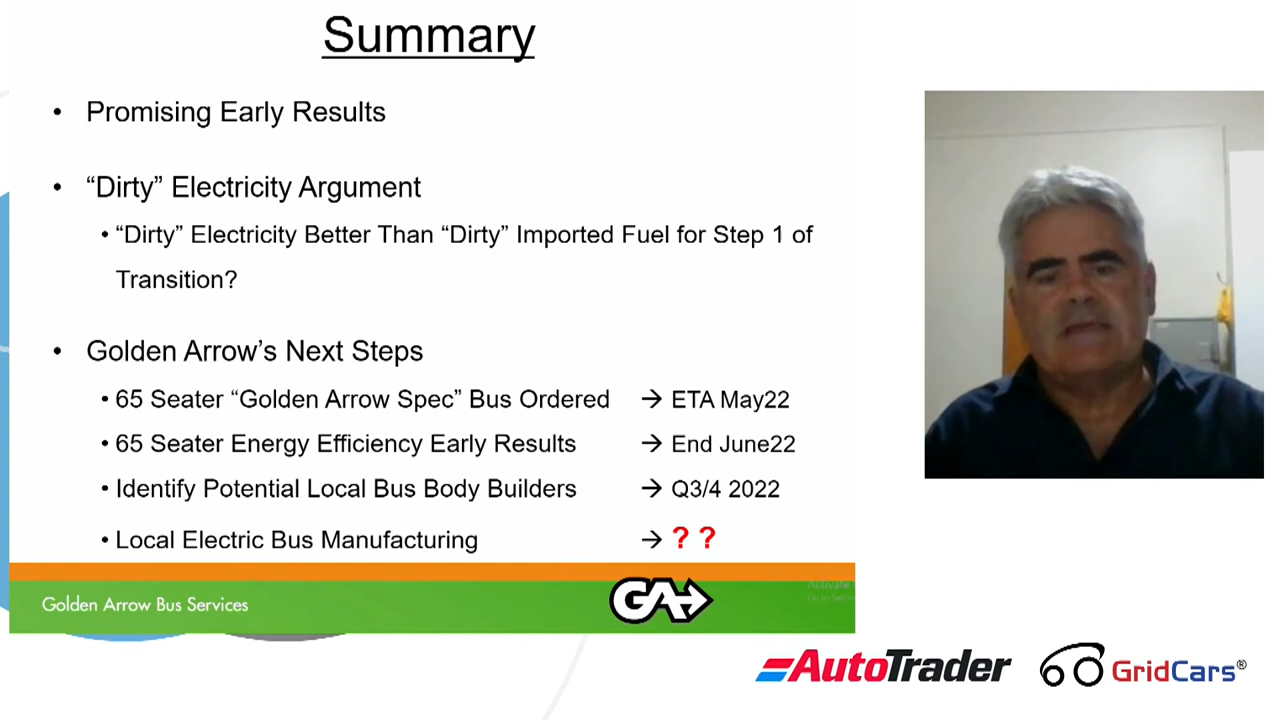 Summary
• Promising Early Results
• “Dirty” Electricity Argument
• “Dirty” Electricity Better Than “Dirty” Imported Fuel for Step 1 of
Transition?
• Golden Arrow’s Next Steps
• 65 Seater “Golden Arrow Spec” Bus Ordered → ETA May22
• 65 Seater Energy Efficiency Early Results → End June22
• Identify Potential Local Bus Body Builders → Q3/4 2022
• Local Electric Bus Manufacturing → ? ?
Activate
Golden Arrow Bus Services
GA
AutoTrader
GridCars®